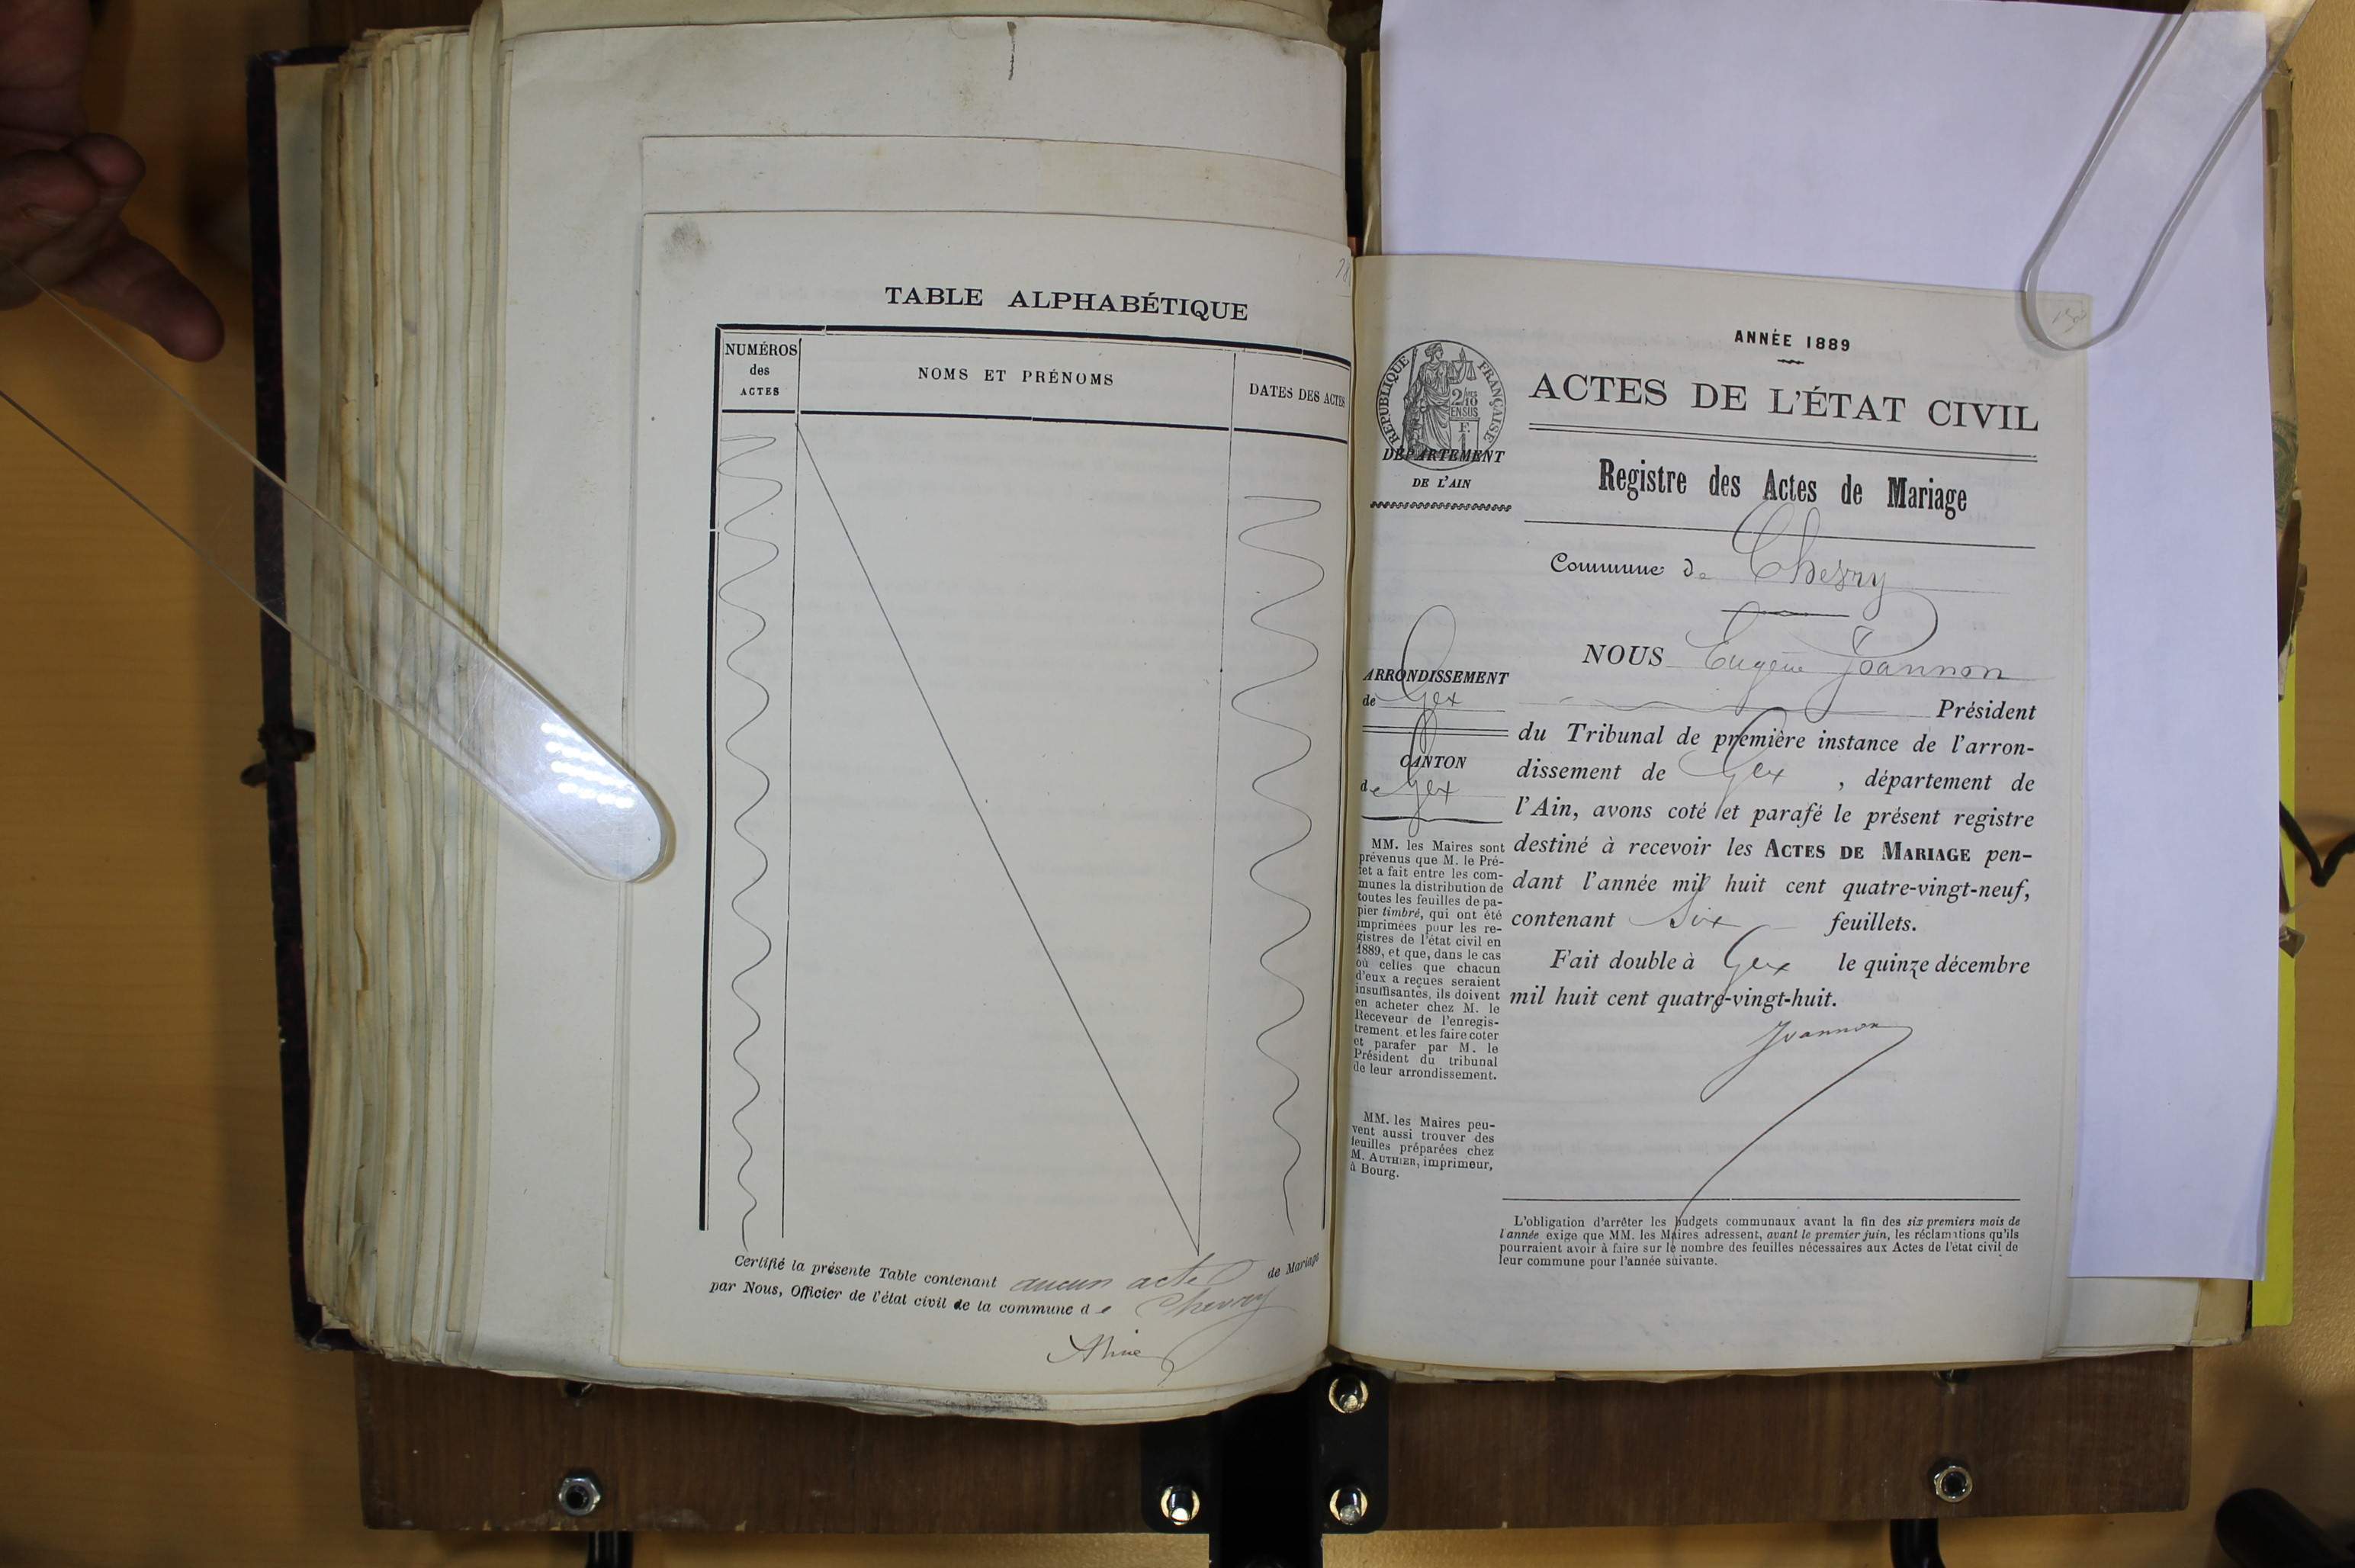 TABLE ALPHABÉTIQUE
NUMÉROS
des
ACTES
NOMS ET PRÉNOMS
DATES DES ACTES
Certifié la présente Table contenant aucun acte de Mariage
par Nous, Officier de l'état civil de la commune de Chevry
ANNÉE 1889
ACTES DE L'ÉTAT CIVIL
Registre des Actes de Mariage
Commune de Chevry
RÉPUBLIQUE FRANÇAISE
2/10
EN SUS
F.
1
DÉPARTEMENT
DE L'AIN
ARRONDISSEMENT
de Gex
CANTON
de Gex
MM. les Maires sont
prévenus que M. le Pré-
fet a fait entre les com-
munes la distribution de
toutes les feuilles de pa-
pier timbré, qui ont été
imprimées pour les re-
gistres de l'état civil en
1889, et que, dans le cas
où celles que chacun
d'eux a reçues seraient
insuffisantes, ils doivent
en acheter chez M. le
Receveur de l'enregis-
trement et les faire coter
et parafer par M. le
Président du tribunal
de leur arrondissement.
MM. les Maires peu-
vent aussi trouver des
feuilles préparées chez
M. AUTHIER, imprimeur,
à Bourg.
NOUS Eugène Joannon
Président
du Tribunal de première instance de l'arron-
dissement de Gex, département de
l'Ain, avons coté et parafé le présent registre
destiné à recevoir les ACTES DE MARIAGE pen-
dant l'année mil huit cent quatre-vingt-neuf,
contenant Six feuillets.
Fait double à Gex le quinze décembre
mil huit cent quatre-vingt-huit.
Joannon
L'obligation d'arrêter les budgets communaux avant la fin des six premiers mois de
l'année exige que MM. les Maires adressent, avant le premier juin, les réclamations qu'ils
pourraient avoir à faire sur le nombre des feuilles nécessaires aux Actes de l'état civil de
leur commune pour l'année suivante.